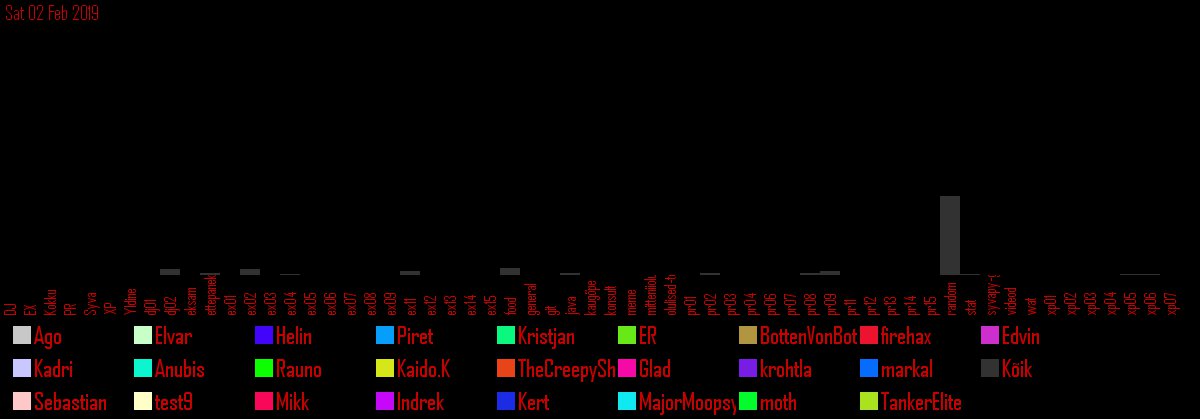 Sat 02 Feb 2019
DJ EX Kokku PR Syva XP Yldine dj01 dj02 eksam ettepanek ex01 ex02 ex03 ex04 ex05 ex06 ex07 ex08 ex09 ex11 ex12 ex13 ex14 ex15 food general git java kaugõpe konsult meme mitteriiol olulised-t pr01 pr02 pr03 pr04 pr06 pr07 pr08 pr09 pr11 pr12 pr13 pr14 pr15 random stat syvapy-g videod wat xp01 xp02 xp03 xp04 xp05 xp06 xp07
Ago Elvar Helin Piret Kristjan ER BottenVonBot firehax Edvin
Kadri Anubis Rauno Kaido.K TheCreepySh Glad krohtla markal Kõik
Sebastian test9 Mikk Indrek Kert MajorMoopsy moth TankerElite